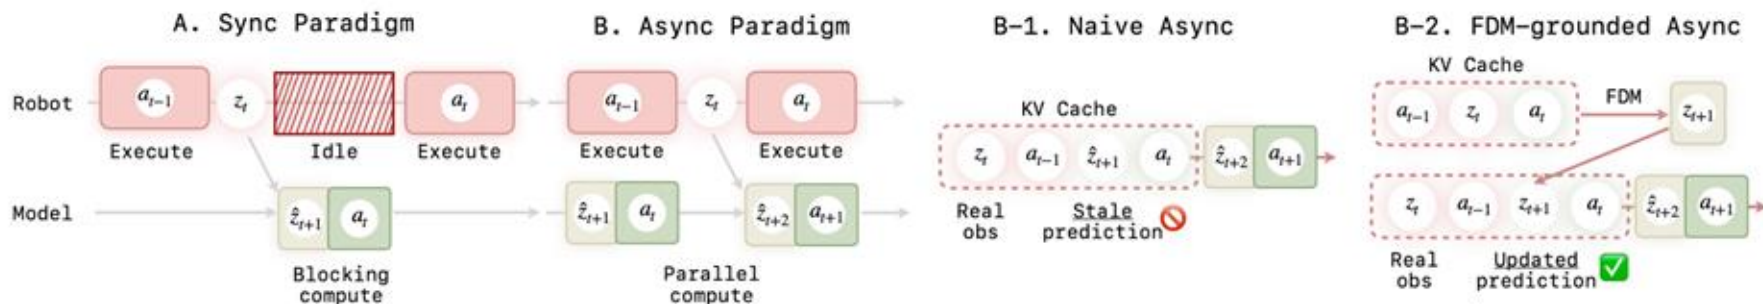 A. Sync Paradigm
Robot
a_{t-1}
z_t
a_t
Execute
Idle
Execute
Model
ẑ_{t+1}
a_t
Blocking
compute
B. Async Paradigm
a_{t-1}
z_t
a_t
Execute
Execute
ẑ_{t+1}
a_t
ẑ_{t+2}
a_{t+1}
Parallel
compute
B-1. Naive Async
KV Cache
z_t
a_{t-1}
ẑ_{t+1}
a_t
ẑ_{t+2}
a_{t+1}
Real
obs
Stale
prediction
B-2. FDM-grounded Async
KV Cache
a_{t-1}
z_t
a_t
FDM
z_{t+1}
z_t
a_{t-1}
z_{t+1}
a_t
ẑ_{t+2}
a_{t+1}
Real
obs
Updated
prediction